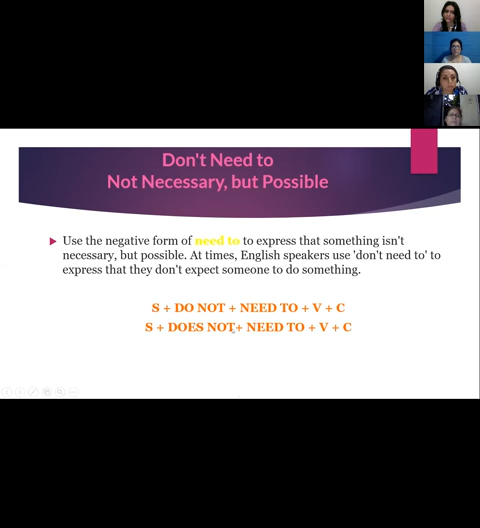 Don't Need to
Not Necessary, but Possible
Use the negative form of need to to express that something isn't
necessary, but possible. At times, English speakers use 'don't need to' to
express that they don't expect someone to do something.
S + DO NOT + NEED TO + V + C
S + DOES NOT+ NEED TO + V + C